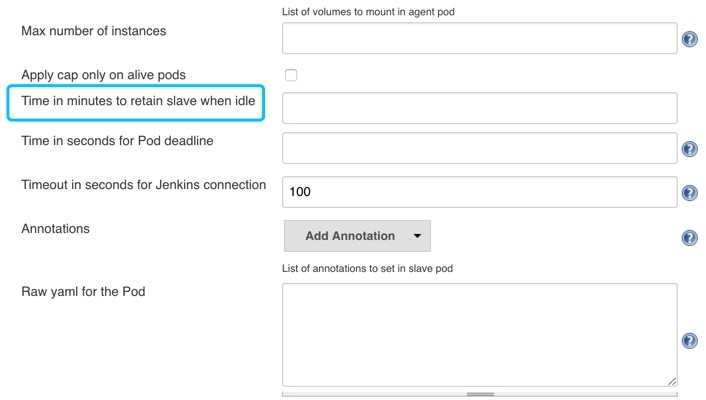 List of volumes to mount in agent pod
Max number of instances
Apply cap only on alive pods
Time in minutes to retain slave when idle
Time in seconds for Pod deadline
Timeout in seconds for Jenkins connection
100
Annotations
Add Annotation
List of annotations to set in slave pod
Raw yaml for the Pod